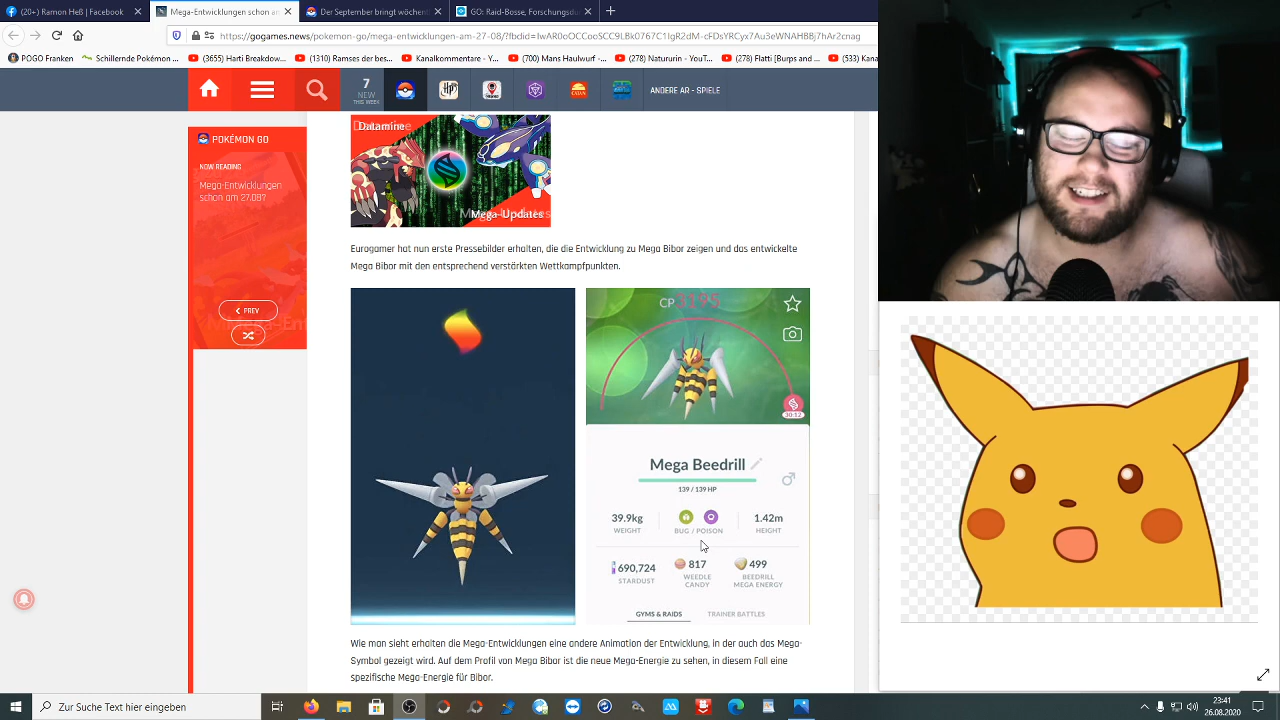 (20+) Ramon Heß | Facebook
Mega-Entwicklungen schon an
Der September bringt wöchent
GO: Raid-Bosse, Forschungsdu
https://gogames.news/pokemon-go/mega-entwicklungen-am-27-08/?fbclid=IwAR0oOCCooSCC9LBk0767C1IgR2dM-cFDsYRCyx7Au3eWNAHBBj7hAr2cnag
POGO Franken
Schillernde Pokémon ...
(3655) Harti Breakdow...
(1310) Ramses der bes...
Kanalkommentare - Y...
(700) Mans Haulwurf - ...
(278) Natururin - YouT...
(278) Flatti [Burps and ...
(533) Kana
7
NEW
THIS WEEK
ANDERE AR - SPIELE
POKÉMON GO
NOW READING
Mega-Entwicklungen
schon am 27.08?
PREV
Datamine
Mega-Updates
Eurogamer hat nun erste Pressebilder erhalten, die die Entwicklung zu Mega Bibor zeigen und das entwickelte
Mega Bibor mit den entsprechend verstärkten Wettkampfpunkten.
CP3195
30:12
Mega Beedrill
139 / 139 HP
39.9kg
WEIGHT
BUG / POISON
1.42m
HEIGHT
690,724
STARDUST
817
WEEDLE
CANDY
499
BEEDRILL
MEGA ENERGY
GYMS & RAIDS
TRAINER BATTLES
Wie man sieht erhalten die Mega-Entwicklungen eine andere Animation der Entwicklung, in der auch das Mega-
Symbol gezeigt wird. Auf dem Profil von Mega Bibor ist die neue Mega-Energie zu sehen, in diesem Fall eine
spezifische Mega-Energie für Bibor.
Zur Suche Text hier eingeben
23:41
26.08.2020